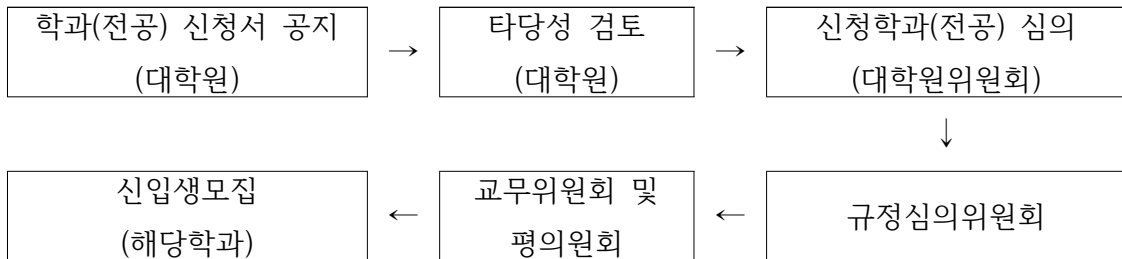 학과(전공) 신청서 공지
(대학원)
→
타당성 검토
(대학원)
→
신청학과(전공) 심의
(대학원위원회)
↓
규정심의위원회
←
교무위원회 및
평의원회
←
신입생모집
(해당학과)